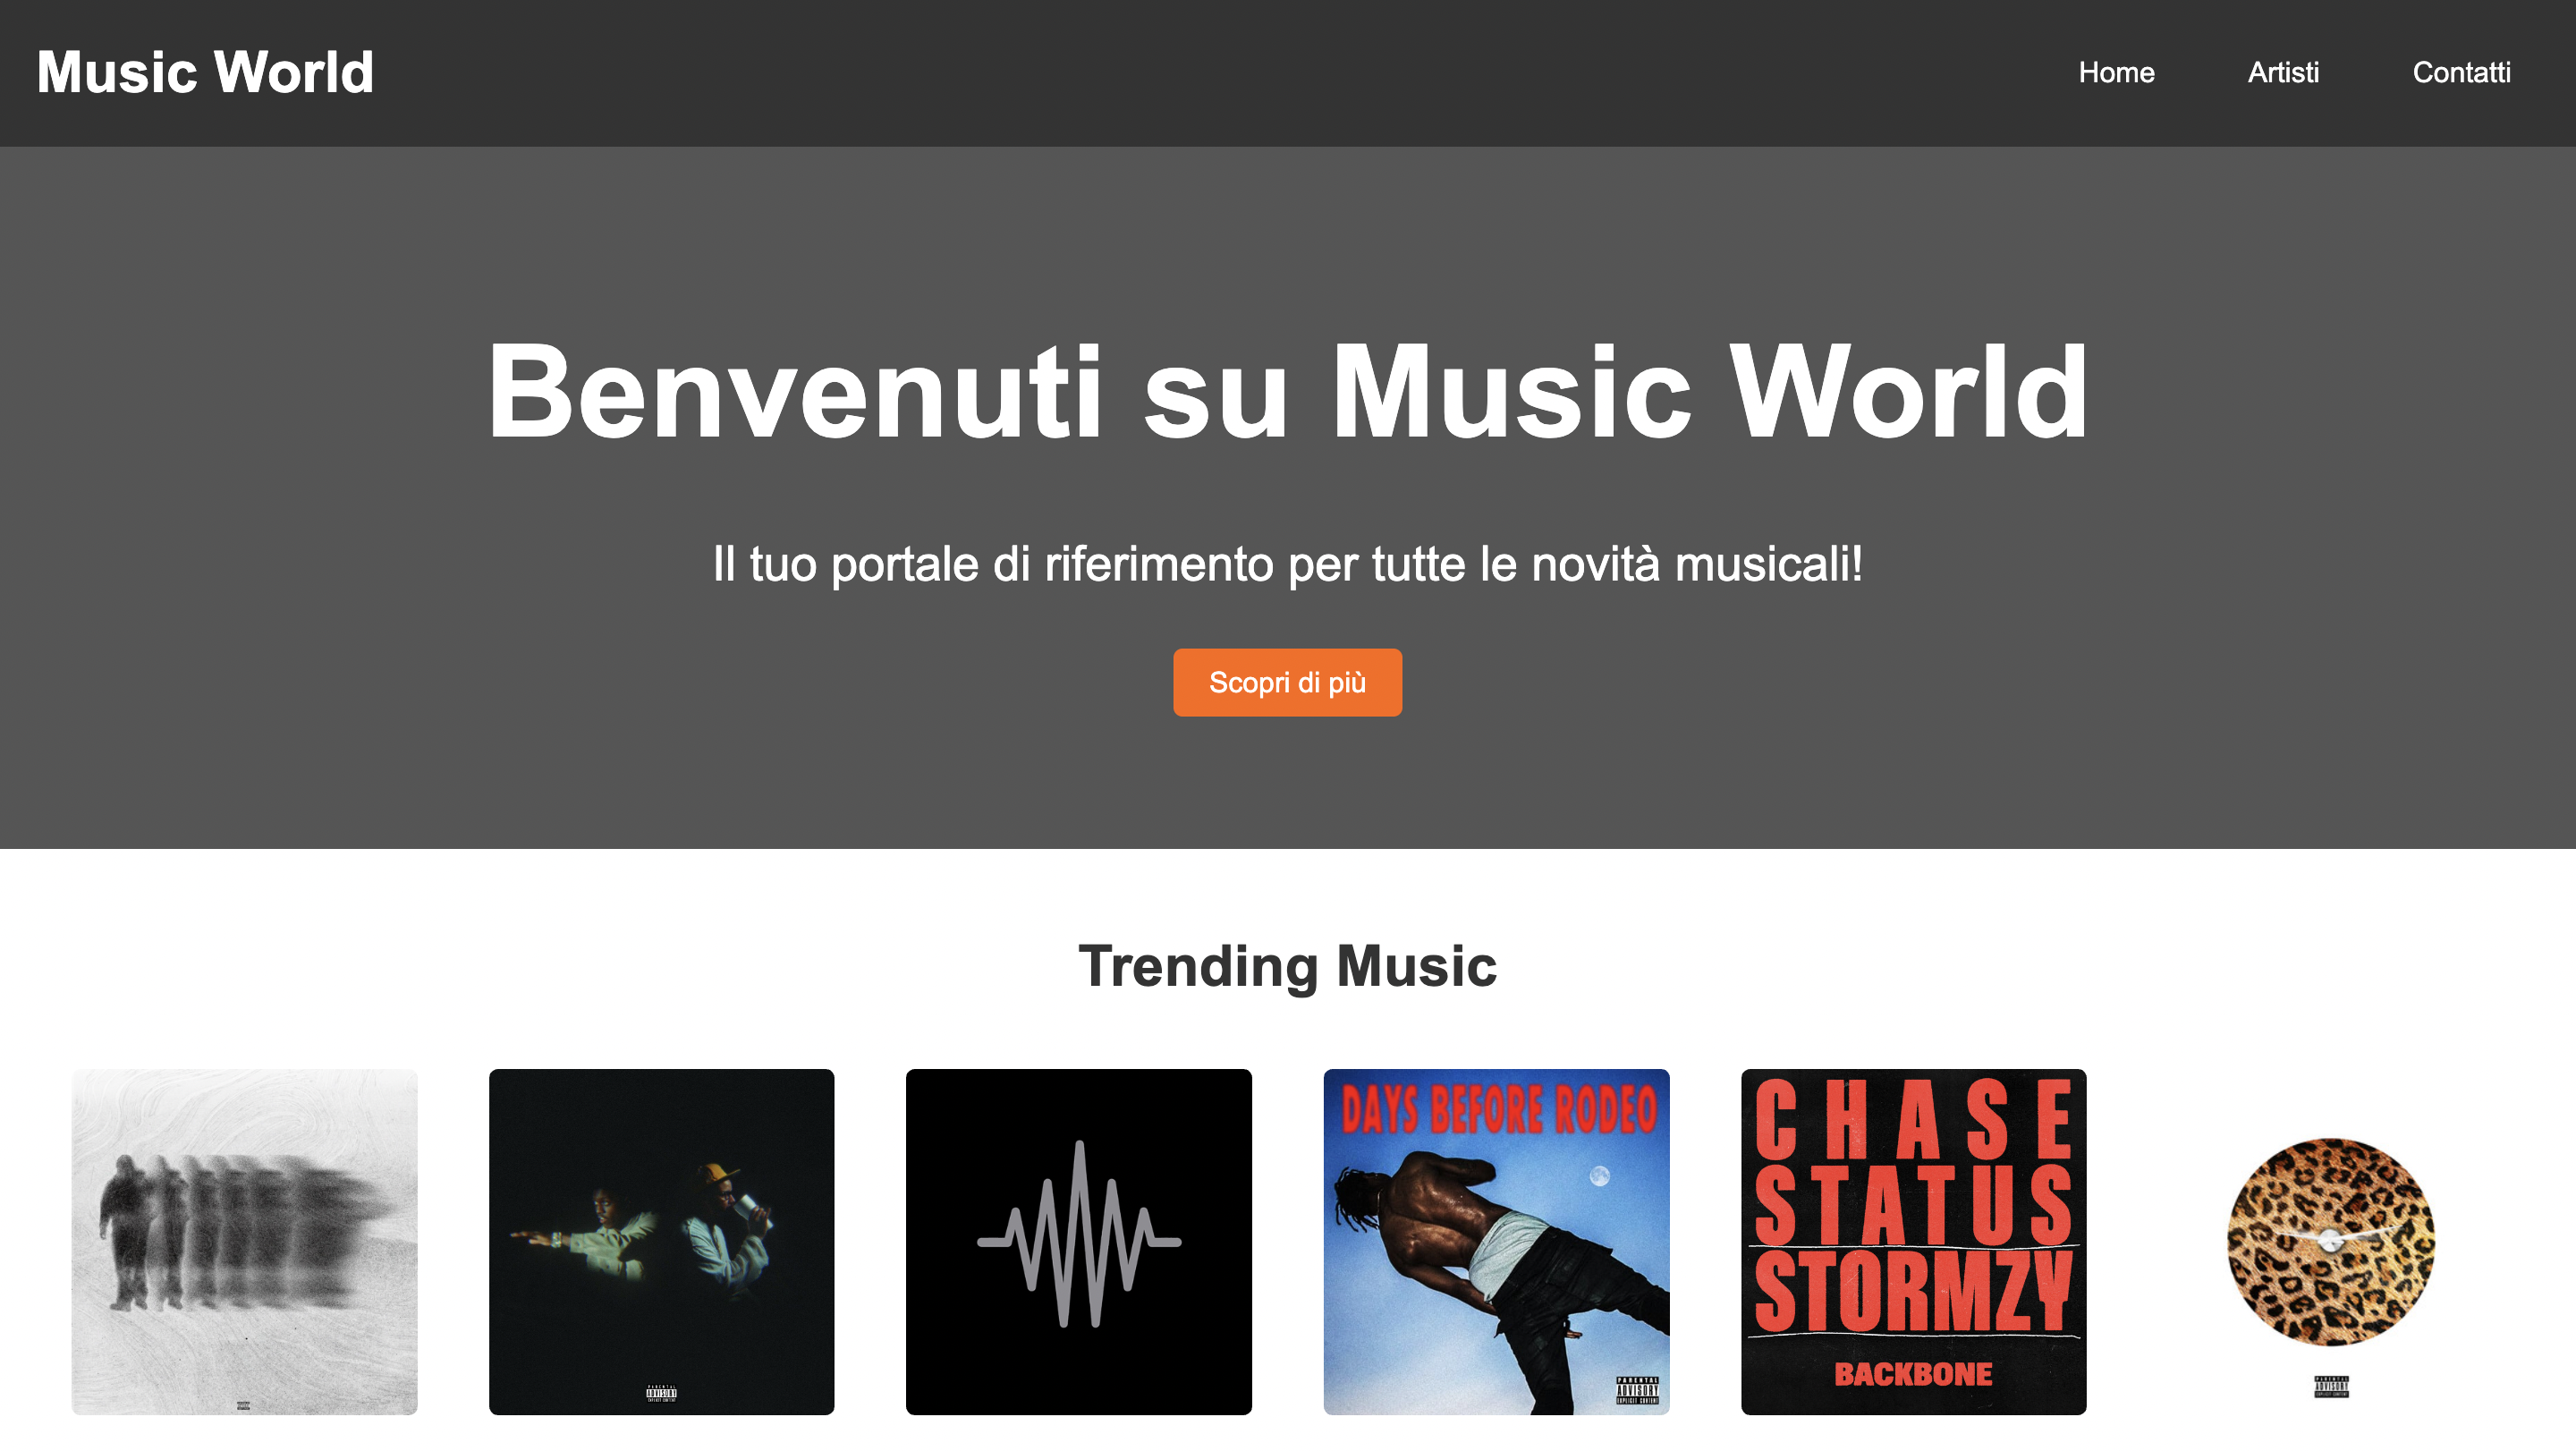 Music World
Home Artisti Contatti
Benvenuti su Music World
Il tuo portale di riferimento per tutte le novità musicali!
Scopri di più
Trending Music
DAYS BEFORE RODEO
PARENTAL
ADVISORY
EXPLICIT CONTENT
CHASE
STATUS
STORMZY
BACKBONE
PARENTAL
ADVISORY
EXPLICIT CONTENT
PARENTAL
ADVISORY
EXPLICIT CONTENT